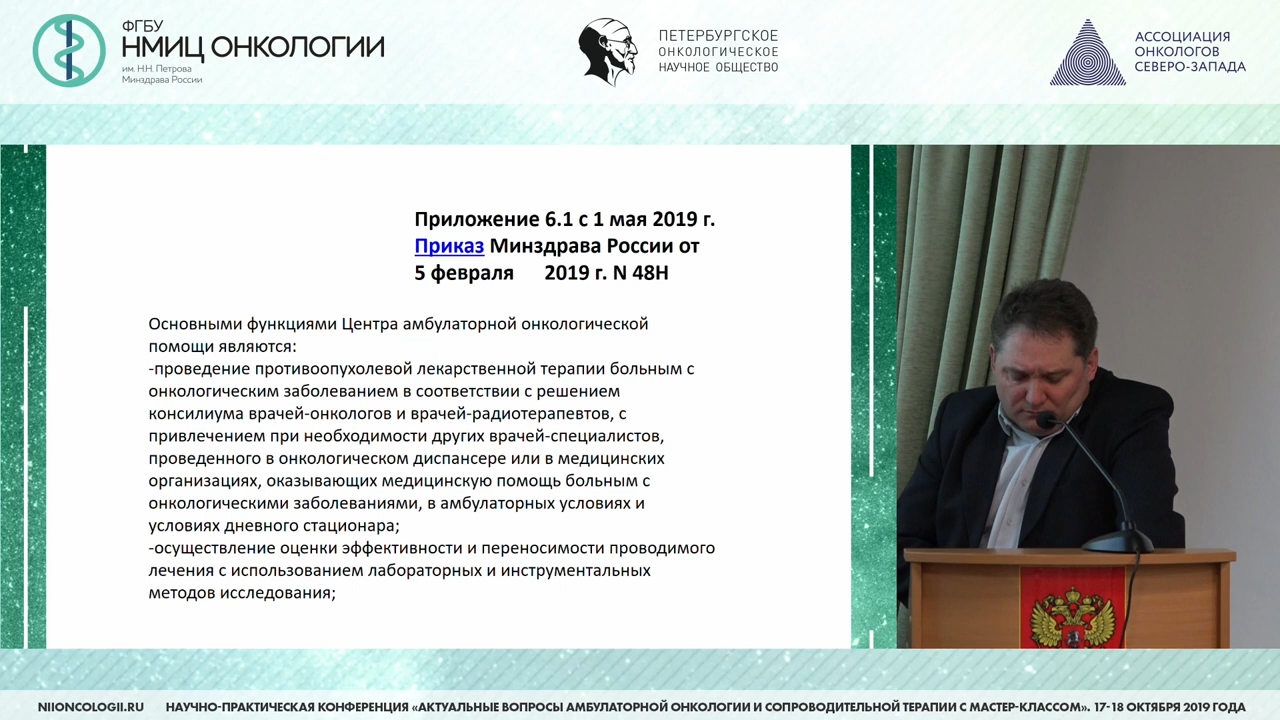 ФГБУ
НМИЦ ОНКОЛОГИИ
им. Н.Н. Петрова
Минздрава России
ПЕТЕРБУРГСКОЕ
ОНКОЛОГИЧЕСКОЕ
НАУЧНОЕ ОБЩЕСТВО
АССОЦИАЦИЯ
ОНКОЛОГОВ
СЕВЕРО-ЗАПАДА
Приложение 6.1 с 1 мая 2019 г.
Приказ Минздрава России от
5 февраля 2019 г. N 48Н
Основными функциями Центра амбулаторной онкологической
помощи являются:
-проведение противоопухолевой лекарственной терапии больным с
онкологическим заболеванием в соответствии с решением
консилиума врачей-онкологов и врачей-радиотерапевтов, с
привлечением при необходимости других врачей-специалистов,
проведенного в онкологическом диспансере или в медицинских
организациях, оказывающих медицинскую помощь больным с
онкологическими заболеваниями, в амбулаторных условиях и
условиях дневного стационара;
-осуществление оценки эффективности и переносимости проводимого
лечения с использованием лабораторных и инструментальных
методов исследования;
NIIONCOLOGII.RU НАУЧНО-ПРАКТИЧЕСКАЯ КОНФЕРЕНЦИЯ «АКТУАЛЬНЫЕ ВОПРОСЫ АМБУЛАТОРНОЙ ОНКОЛОГИИ И СОПРОВОДИТЕЛЬНОЙ ТЕРАПИИ С МАСТЕР-КЛАССОМ». 17-18 ОКТЯБРЯ 2019 ГОДА